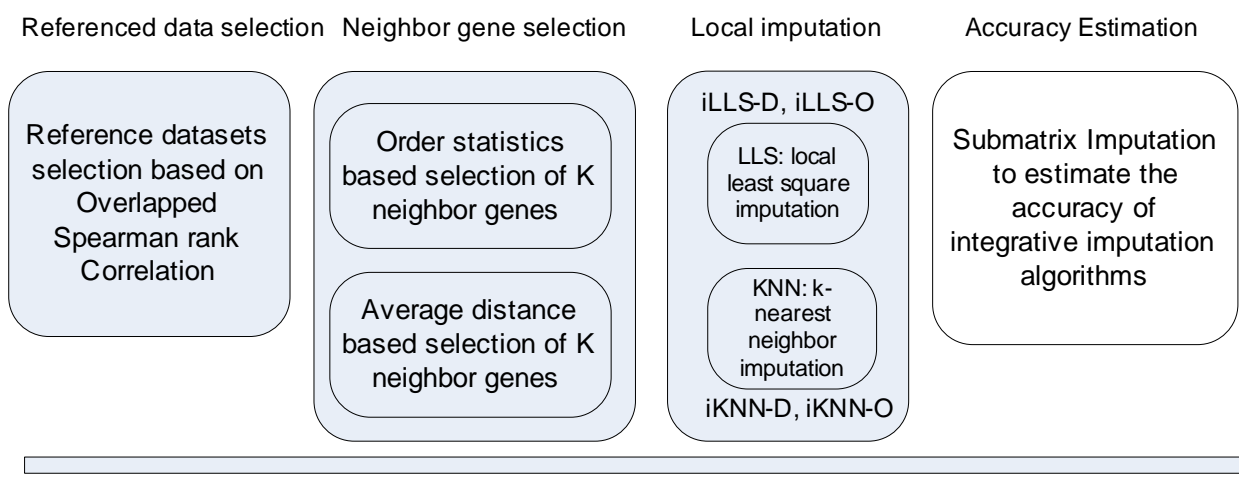 Referenced data selection
Neighbor gene selection
Local imputation
Accuracy Estimation
Reference datasets
selection based on
Overlapped
Spearman rank
Correlation
Order statistics
based selection of K
neighbor genes
Average distance
based selection of K
neighbor genes
iLLS-D, iLLS-O
LLS: local
least square
imputation
KNN: k-
nearest
neighbor
imputation
iKNN-D, iKNN-O
Submatrix Imputation
to estimate the
accuracy of
integrative imputation
algorithms